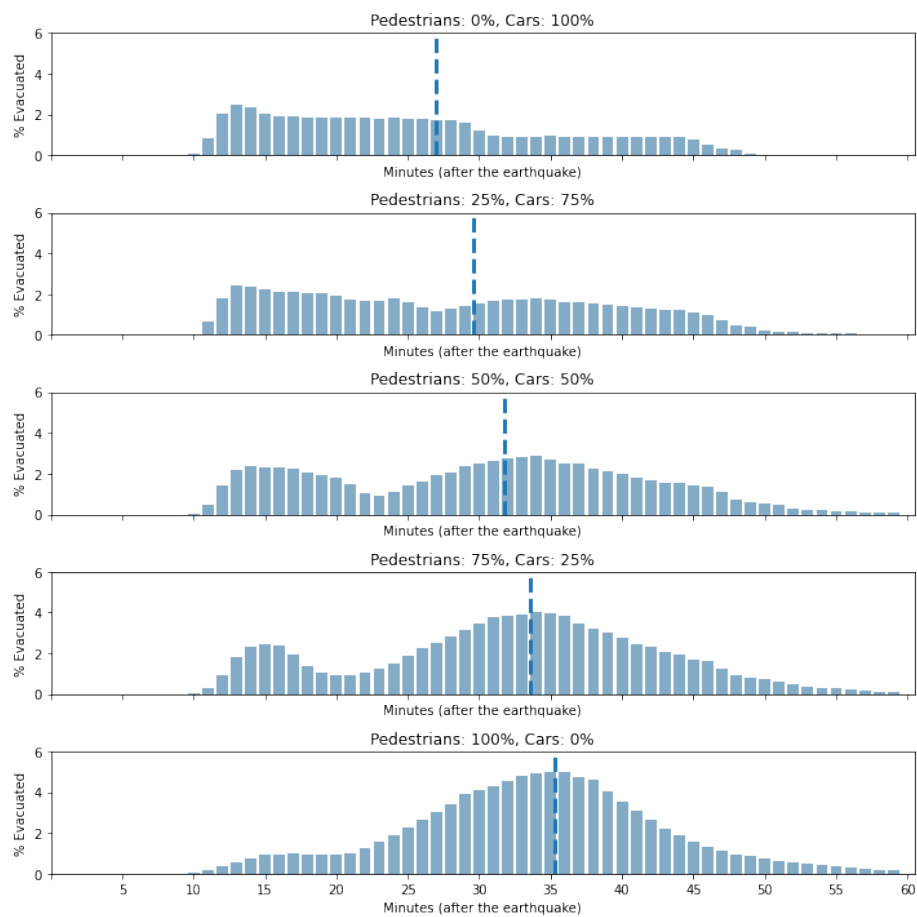 Pedestrians: 0%, Cars: 100%
6
4
2
0
% Evacuated
Minutes (after the earthquake)
Pedestrians: 25%, Cars: 75%
6
4
2
0
% Evacuated
Minutes (after the earthquake)
Pedestrians: 50%, Cars: 50%
6
4
2
0
% Evacuated
Minutes (after the earthquake)
Pedestrians: 75%, Cars: 25%
6
4
2
0
% Evacuated
Minutes (after the earthquake)
Pedestrians: 100%, Cars: 0%
6
4
2
0
% Evacuated
5 10 15 20 25 30 35 40 45 50 55 60
Minutes (after the earthquake)